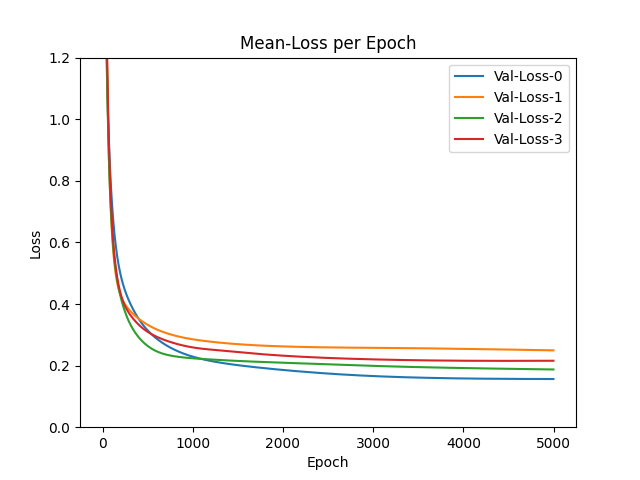 Mean-Loss per Epoch
1.2
1.0
0.8
0.6
0.4
0.2
0.0
Loss
Val-Loss-0
Val-Loss-1
Val-Loss-2
Val-Loss-3
0 1000 2000 3000 4000 5000
Epoch